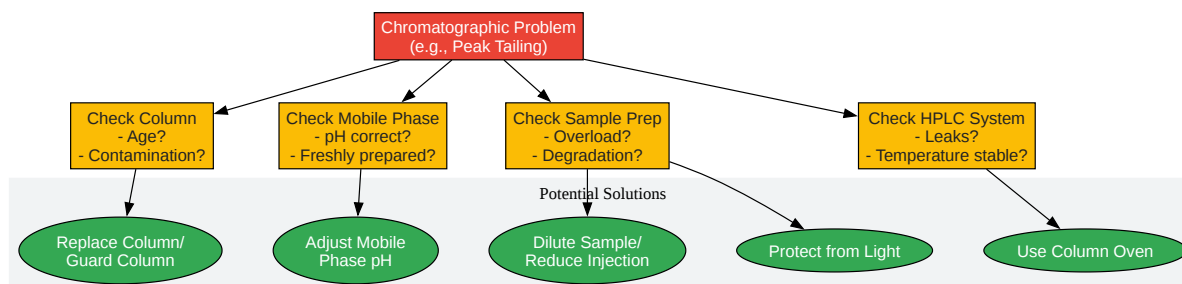 Chromatographic Problem
(e.g., Peak Tailing)
Check Column
- Age?
- Contamination?
Check Mobile Phase
- pH correct?
- Freshly prepared?
Check Sample Prep
- Overload?
- Degradation?
Check HPLC System
- Leaks?
- Temperature stable?
Potential Solutions
Replace Column/
Guard Column
Adjust Mobile
Phase pH
Dilute Sample/
Reduce Injection
Protect from Light
Use Column Oven